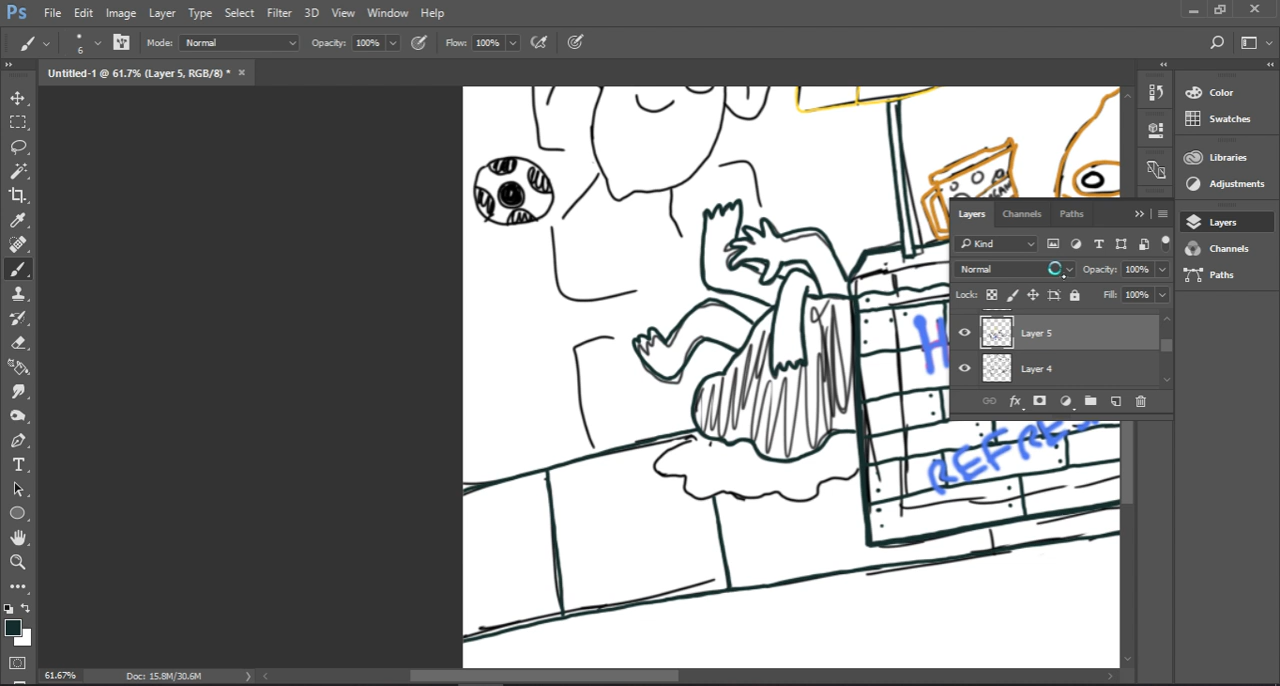 Ps File Edit Image Layer Type Select Filter 3D View Window Help
6 Mode: Normal Opacity: 100% Flow: 100%
Untitled-1 @ 61.7% (Layer 5, RGB/8) *
Color
Swatches
Libraries
Adjustments
Layers
Channels
Paths
Layers Channels Paths
Kind
Normal Opacity: 100%
Lock: Fill: 100%
Layer 5
Layer 4
fx
H
REFRE
61.67% Doc: 15.8M/30.6M